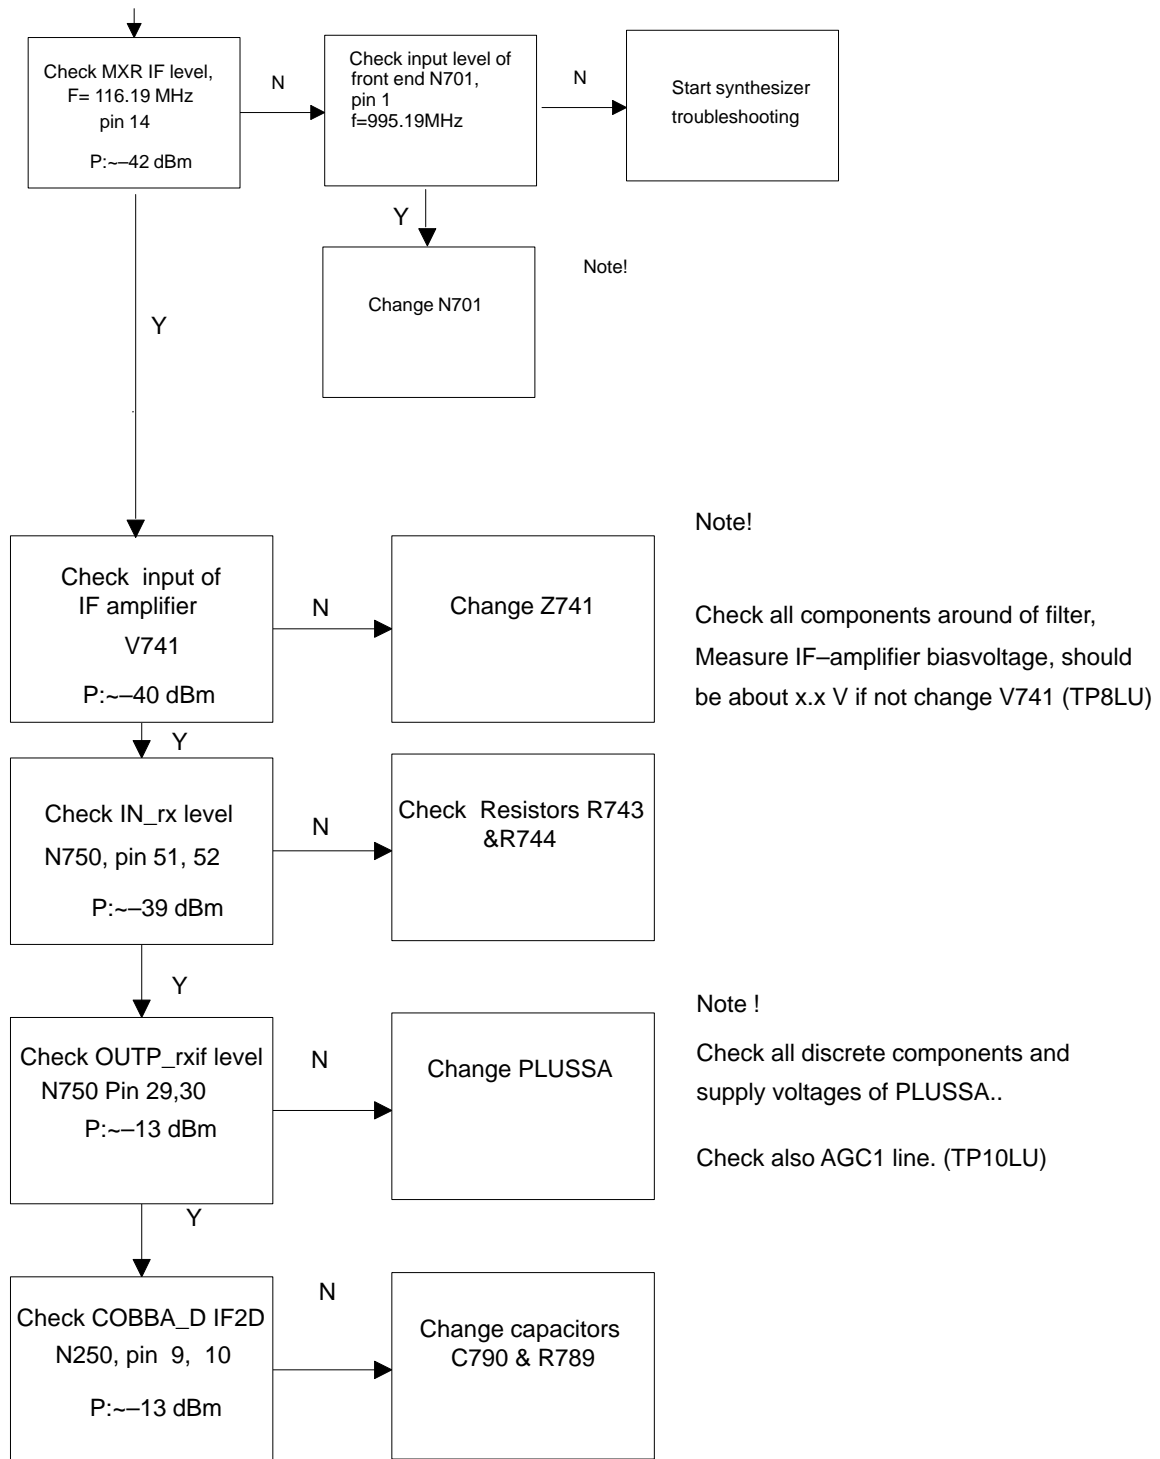 Check MXR IF level,
F= 116.19 MHz
pin 14
P:~–42 dBm
N
Check input level of
front end N701,
pin 1
f=995.19MHz
N
Start synthesizer
troubleshooting
Y
Change N701
Note!
Y
Check input of
IF amplifier
V741
P:~–40 dBm
N
Change Z741
Note!
Check all components around of filter,
Measure IF–amplifier biasvoltage, should
be about x.x V if not change V741 (TP8LU)
Y
Check IN_rx level
N750, pin 51, 52
P:~–39 dBm
N
Check Resistors R743
&R744
Y
Check OUTP_rxif level
N750 Pin 29,30
P:~–13 dBm
N
Change PLUSSA
Note !
Check all discrete components and
supply voltages of PLUSSA..
Check also AGC1 line. (TP10LU)
Y
Check COBBA_D IF2D
N250, pin 9, 10
P:~–13 dBm
N
Change capacitors
C790 & R789